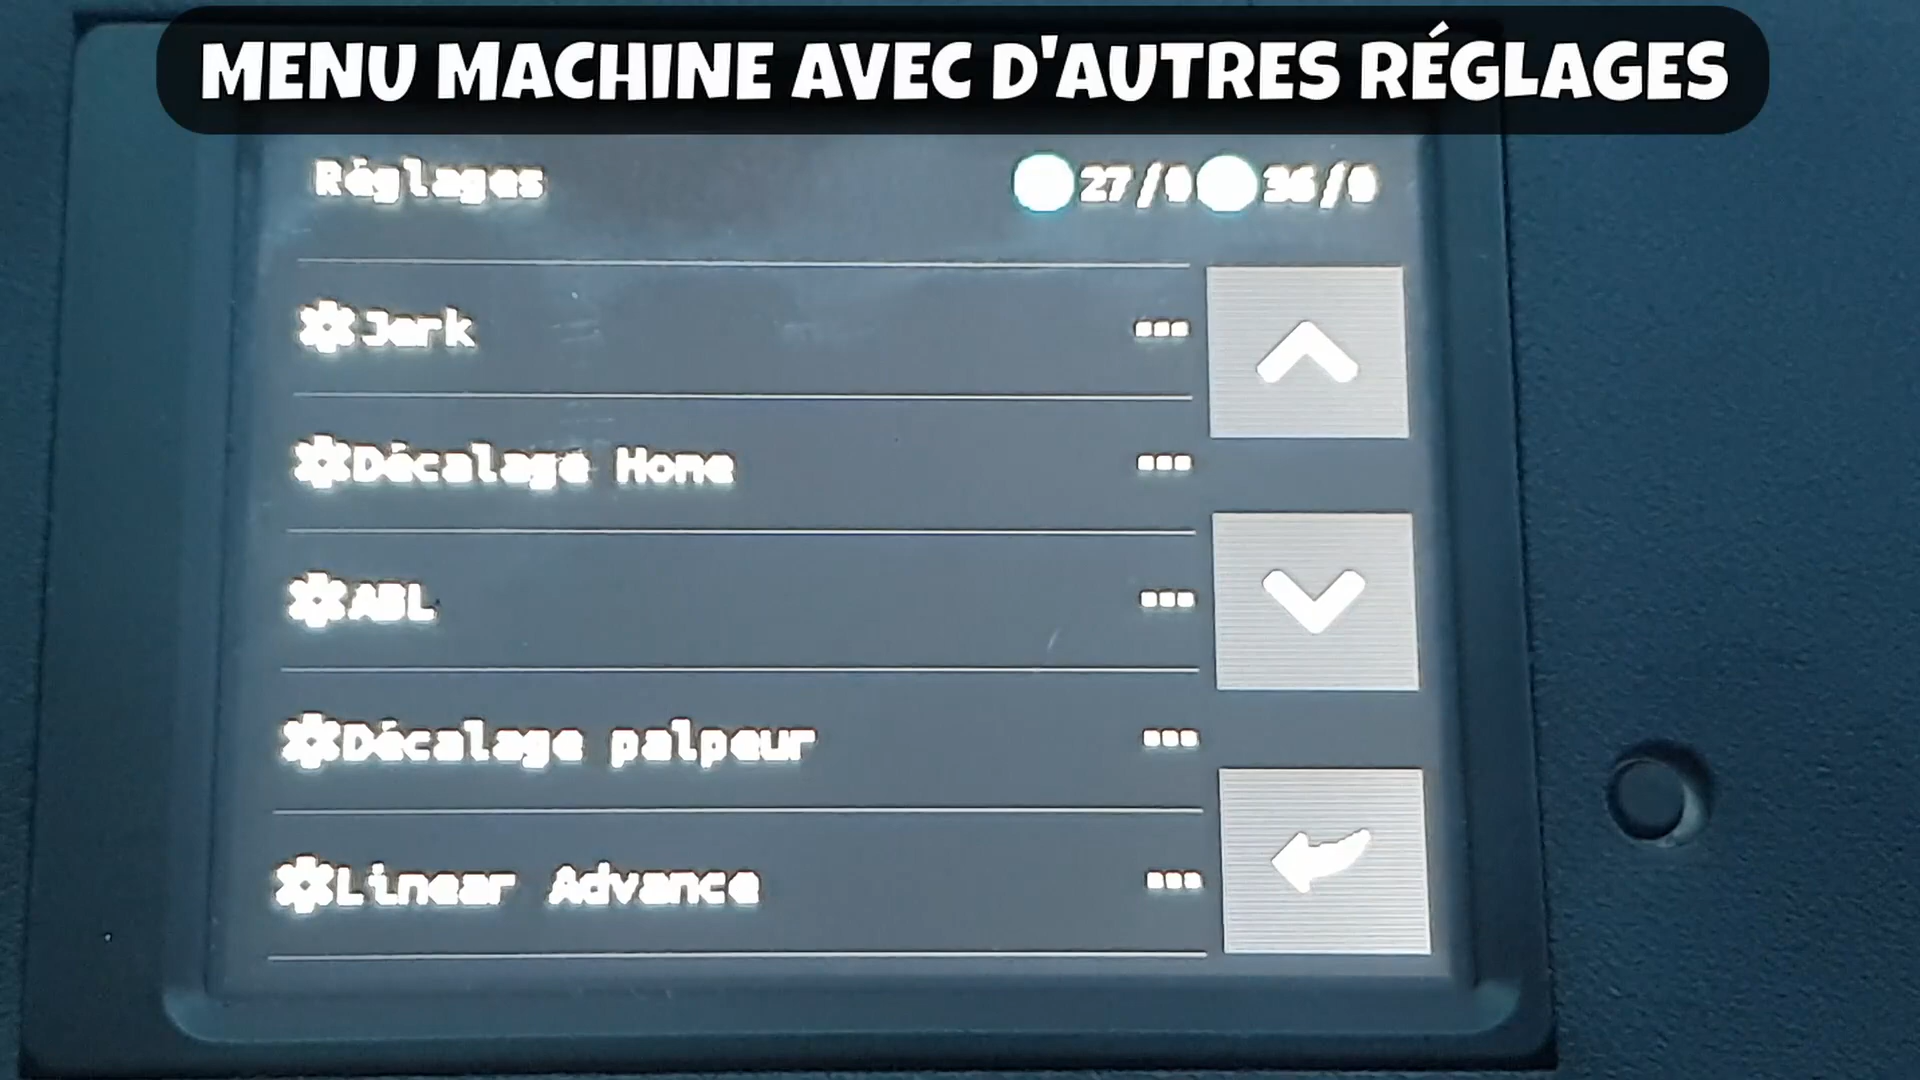 MENU MACHINE AVEC D'AUTRES RÉGLAGES
Réglages 27/0 36/0
Jerk ...
Décalage Home ...
ABL ...
Décalage palpeur ...
Linear Advance ...